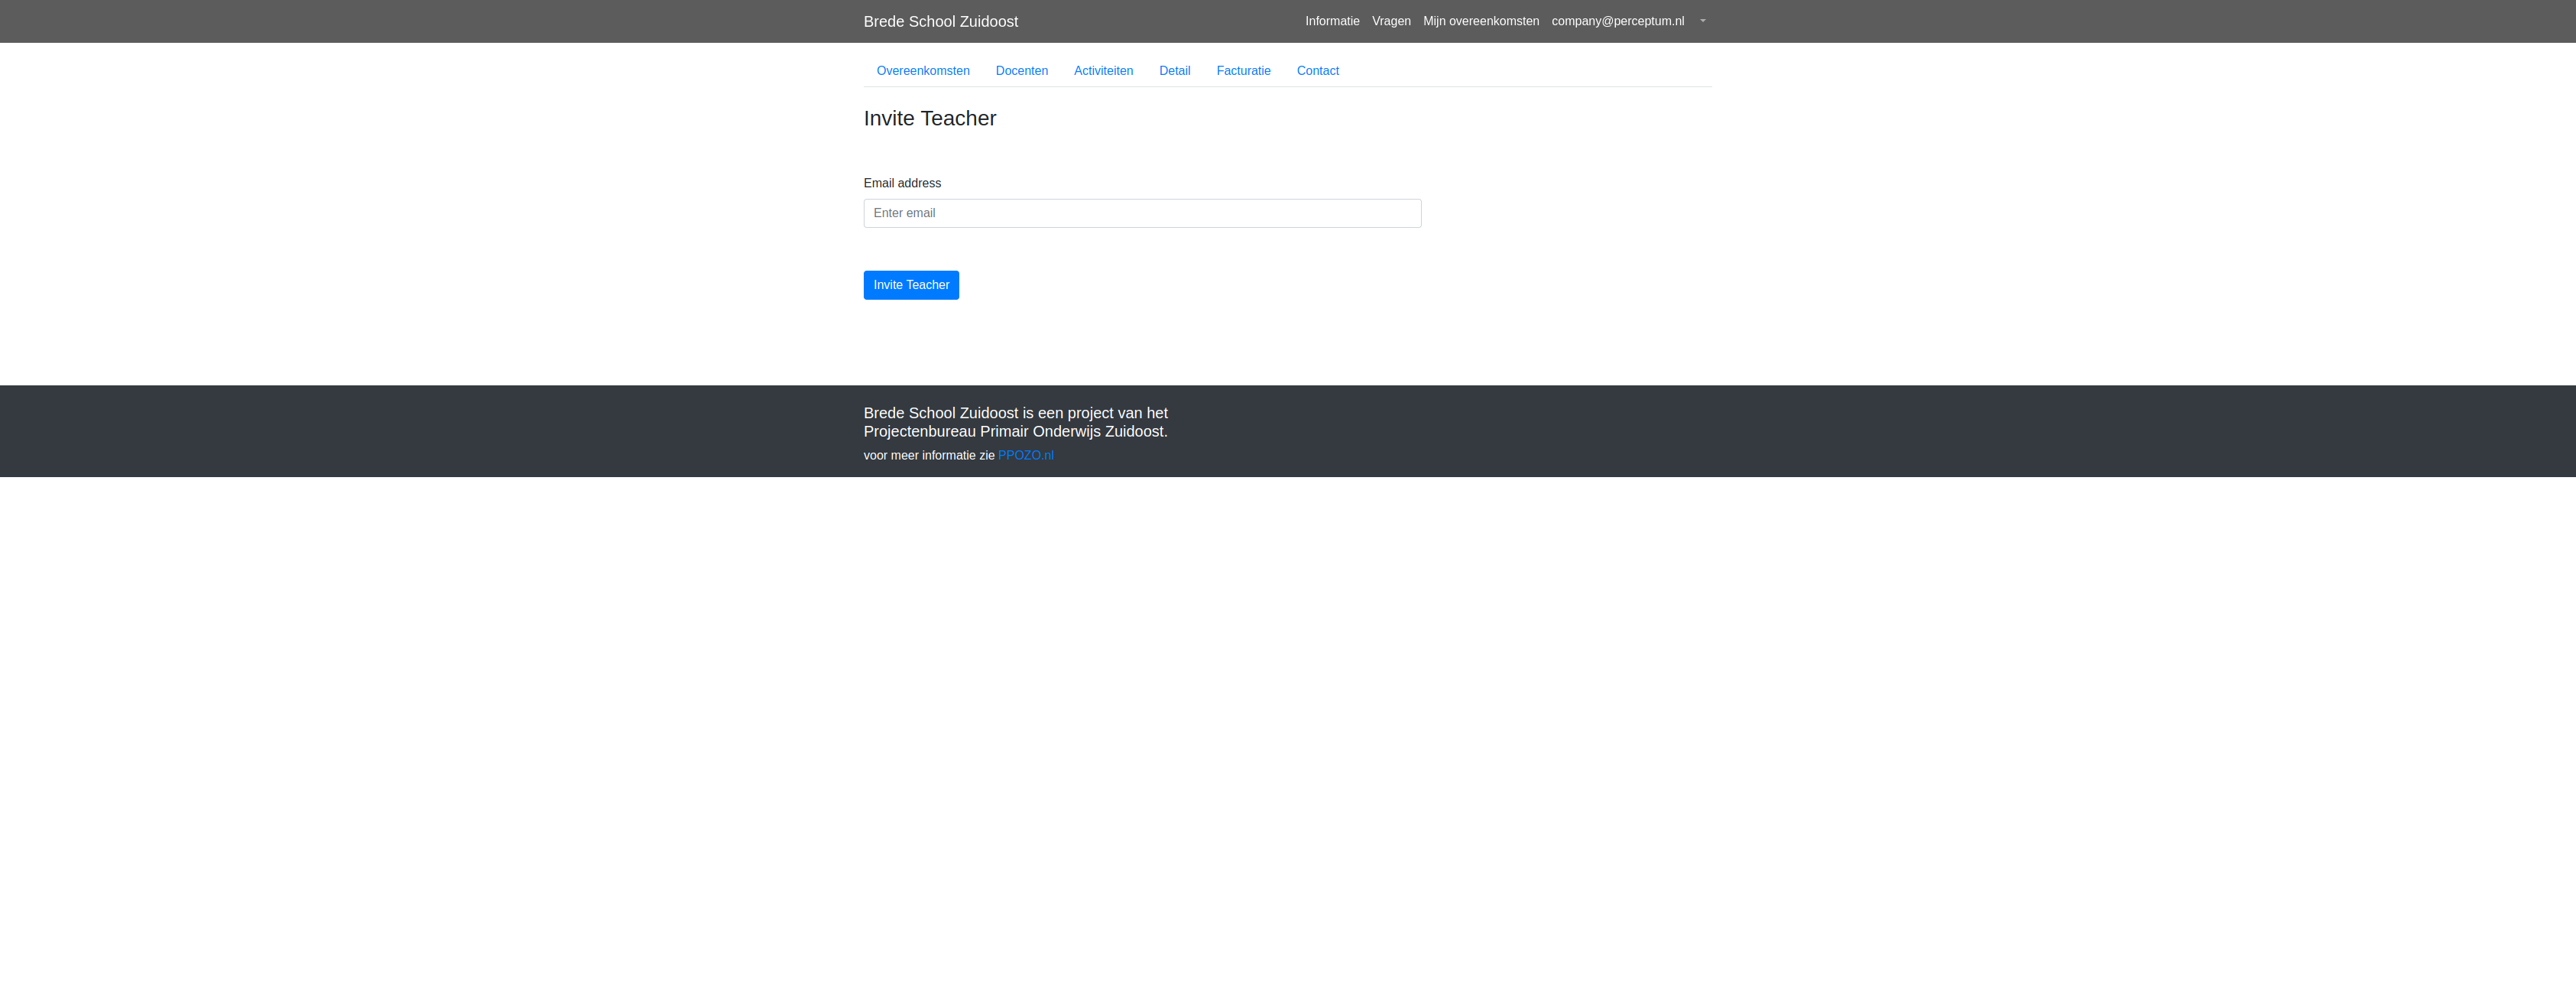 Brede School Zuidoost Informatie Vragen Mijn overeenkomsten company@perceptum.nl
Overeenkomsten Docenten Activiteiten Detail Facturatie Contact
Invite Teacher
Email address
Enter email
Invite Teacher
Brede School Zuidoost is een project van het
Projectenbureau Primair Onderwijs Zuidoost.
voor meer informatie zie PPOZO.nl